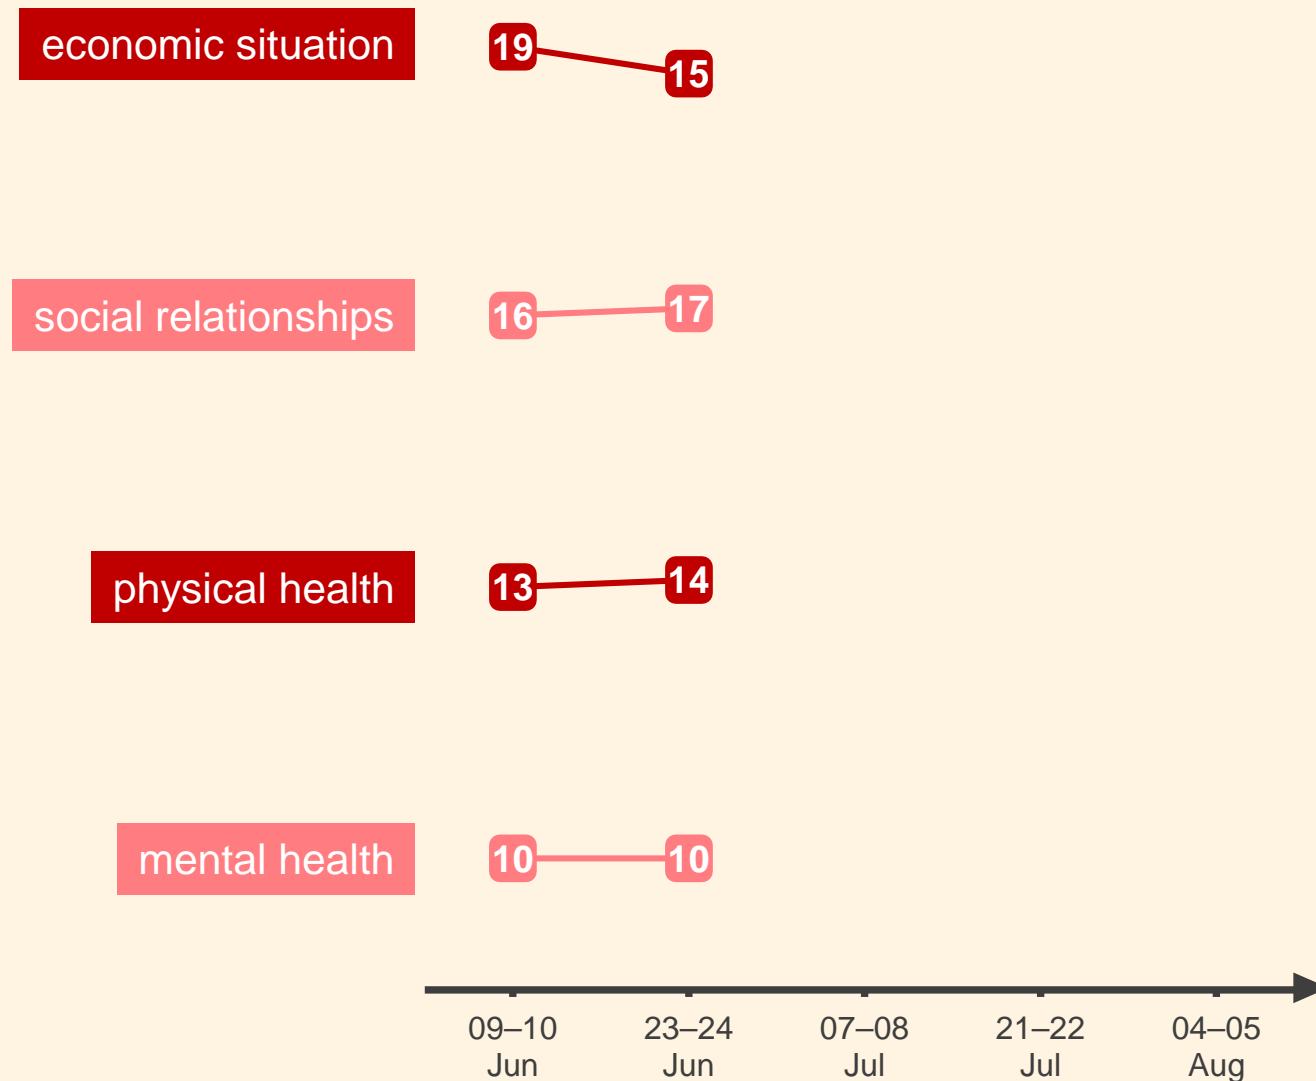 economic situation 19 15
social relationships 16 17
physical health 13 14
mental health 10 10
09–10 23–24 07–08 21–22 04–05
Jun Jun Jul Jul Aug